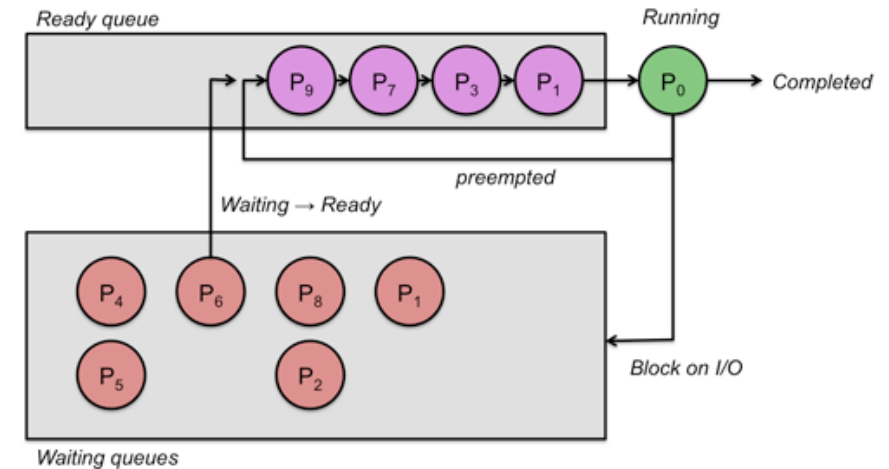 Ready queue
Running
P9 P7 P3 P1 P0 Completed
preempted
Waiting → Ready
P4 P6 P8 P1
P5 P2
Block on I/O
Waiting queues